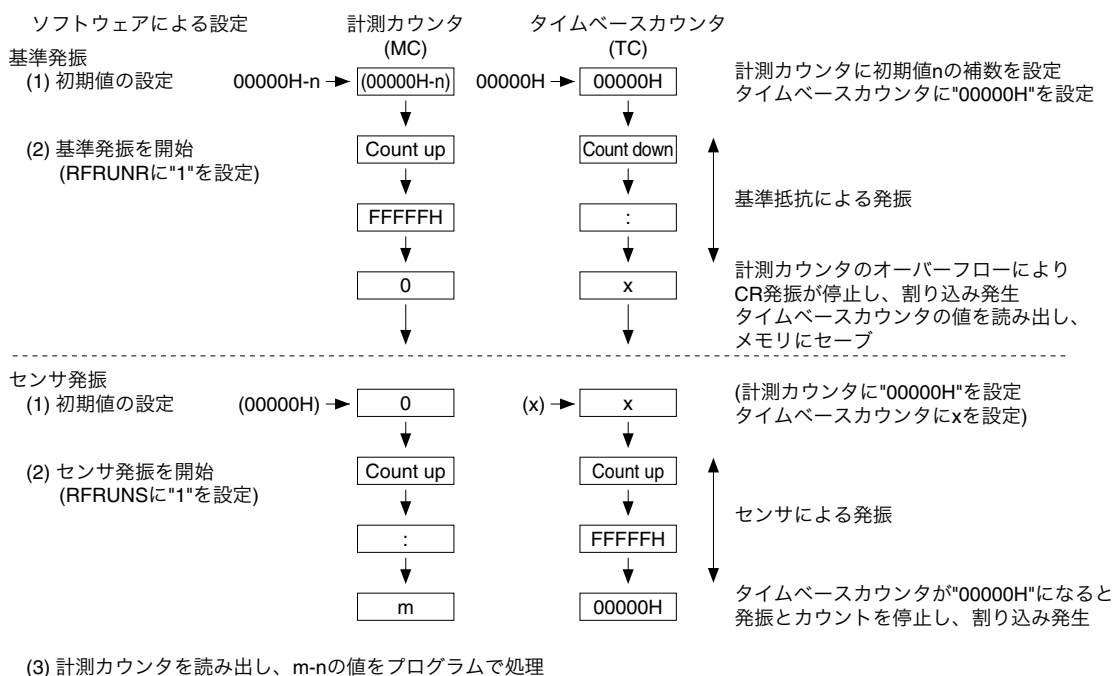 ソフトウェアによる設定
計測カウンタ
(MC)
タイムベースカウンタ
(TC)
基準発振
(1) 初期値の設定
00000H-n
(00000H-n)
00000H
00000H
計測カウンタに初期値nの補数を設定
タイムベースカウンタに"00000H"を設定
(2) 基準発振を開始
(RFRUNRに"1"を設定)
Count up
Count down
FFFFFH
:
基準抵抗による発振
0
x
計測カウンタのオーバーフローにより
CR発振が停止し、割り込み発生
タイムベースカウンタの値を読み出し、
メモリにセーブ
センサ発振
(1) 初期値の設定
(00000H)
0
(x)
x
(計測カウンタに"00000H"を設定
タイムベースカウンタにxを設定)
(2) センサ発振を開始
(RFRUNSに"1"を設定)
Count up
Count up
:
FFFFFH
センサによる発振
m
00000H
タイムベースカウンタが"00000H"になると
発振とカウントを停止し、割り込み発生
(3) 計測カウンタを読み出し、m-nの値をプログラムで処理